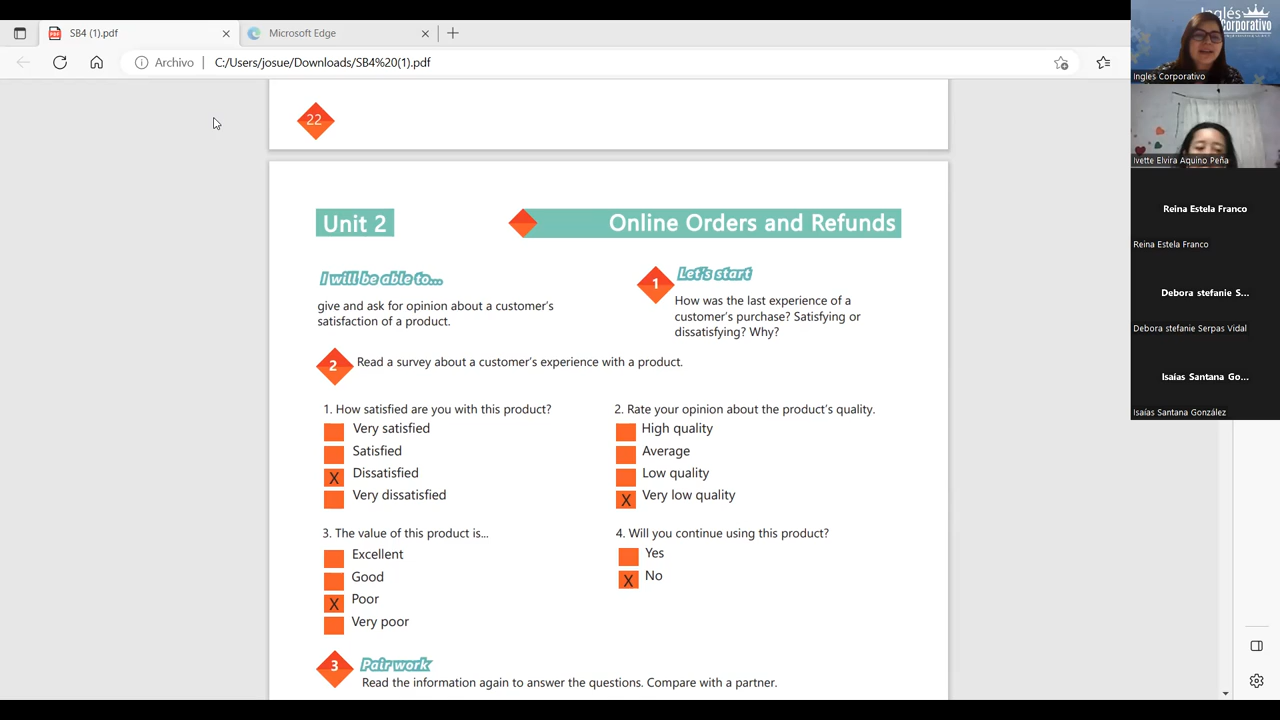 SB4 (1).pdf
Microsoft Edge
Archivo
C:/Users/josue/Downloads/SB4%20(1).pdf
22
Unit 2
Online Orders and Refunds
I will be able to...
give and ask for opinion about a customer's
satisfaction of a product.
1
Let's start
How was the last experience of a
customer's purchase? Satisfying or
dissatisfying? Why?
2
Read a survey about a customer's experience with a product.
1. How satisfied are you with this product?
Very satisfied
Satisfied
X Dissatisfied
Very dissatisfied
2. Rate your opinion about the product's quality.
High quality
Average
Low quality
X Very low quality
3. The value of this product is...
Excellent
Good
X Poor
Very poor
4. Will you continue using this product?
Yes
X No
3
Pair work
Read the information again to answer the questions. Compare with a partner.
Inglés
Corporativo
Ingles Corporativo
Ivette Elvira Aquino Peña
Reina Estela Franco
Reina Estela Franco
Debora stefanie S...
Debora stefanie Serpas Vidal
Isaías Santana Go...
Isaías Santana González